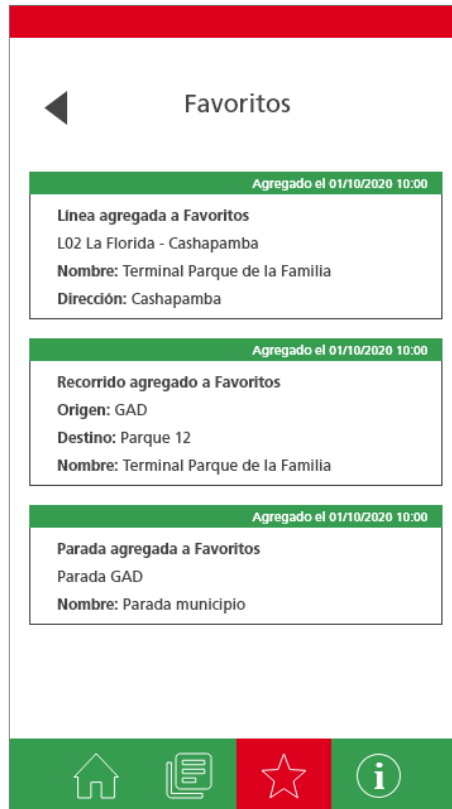 Favoritos
Agregado el 01/10/2020 10:00
Línea agregada a Favoritos
L02 La Florida - Cashapamba
Nombre: Terminal Parque de la Familia
Dirección: Cashapamba
Agregado el 01/10/2020 10:00
Recorrido agregado a Favoritos
Origen: GAD
Destino: Parque 12
Nombre: Terminal Parque de la Familia
Agregado el 01/10/2020 10:00
Parada agregada a Favoritos
Parada GAD
Nombre: Parada municipio